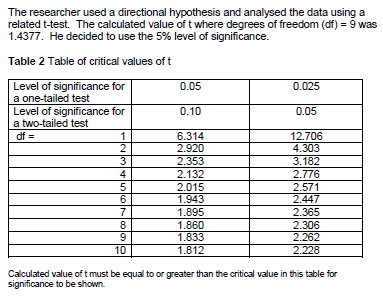 The researcher used a directional hypothesis and analysed the data using a
related t-test. The calculated value of t where degrees of freedom (df) = 9 was
1.4377. He decided to use the 5% level of significance.
Table 2 Table of critical values of t
Level of significance for a one-tailed test 0.05 0.025
Level of significance for a two-tailed test 0.10 0.05
df = 1 6.314 12.706
2 2.920 4.303
3 2.353 3.182
4 2.132 2.776
5 2.015 2.571
6 1.943 2.447
7 1.895 2.365
8 1.860 2.306
9 1.833 2.262
10 1.812 2.228
Calculated value of t must be equal to or greater than the critical value in this table for
significance to be shown.